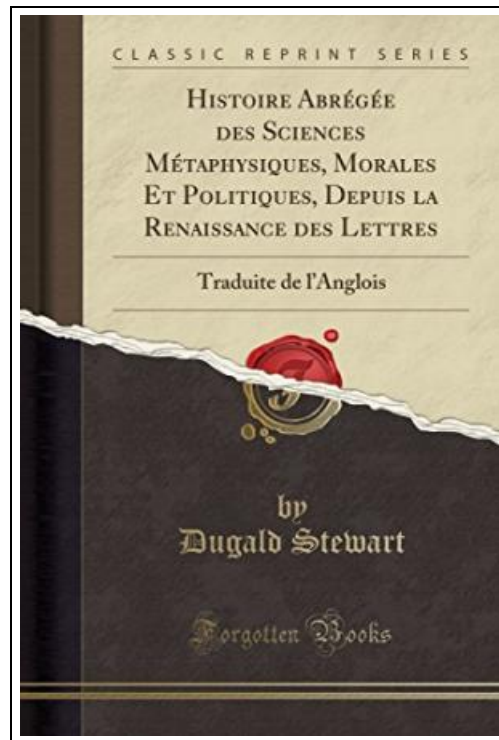 CLASSIC REPRINT SERIES
HISTOIRE ABRÉGÉE
DES SCIENCES
MÉTAPHYSIQUES, MORALES
ET POLITIQUES, DEPUIS LA
RENAISSANCE DES LETTRES
Traduite de l'Anglois
by
Dugald Stewart
Forgotten Books